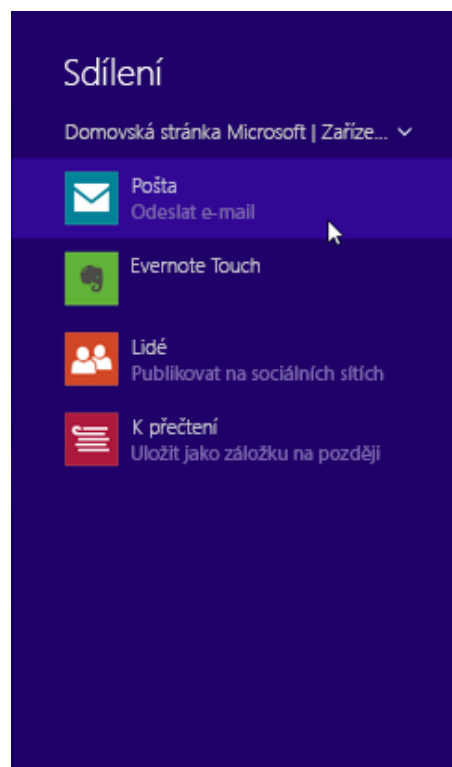 Sdílení
Domovská stránka Microsoft | Zaříze...
Pošta
Odeslat e-mail
Evernote Touch
Lidé
Publikovat na sociálních sítích
K přečtení
Uložit jako záložku na později